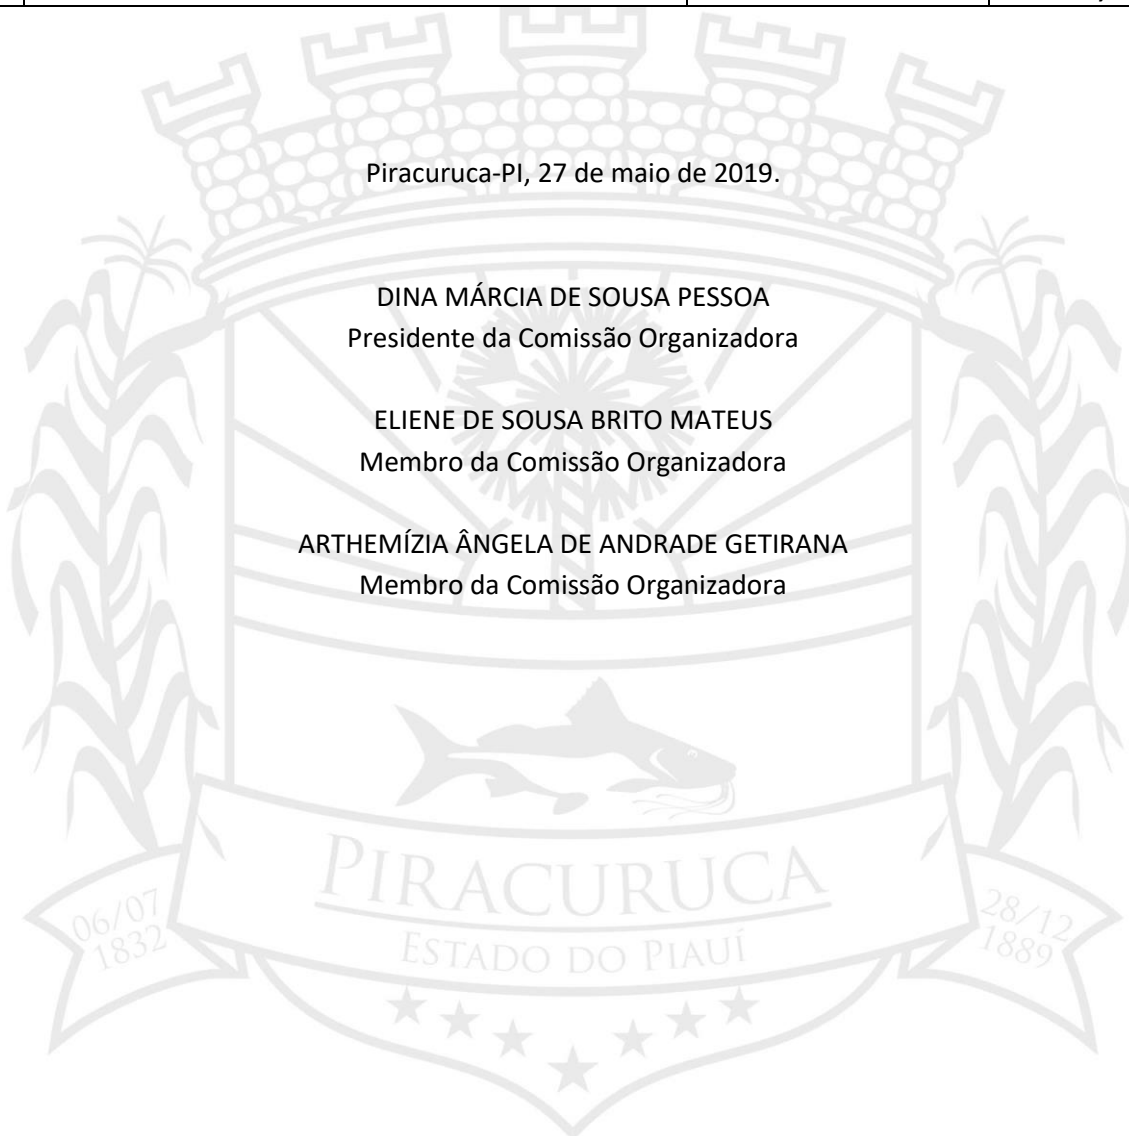 Piracuruca-PI, 27 de maio de 2019.
DINA MÁRCIA DE SOUSA PESSOA
Presidente da Comissão Organizadora
ELIENE DE SOUSA BRITO MATEUS
Membro da Comissão Organizadora
ARTHEMÍZIA ÂNGELA DE ANDRADE GETIRANA
Membro da Comissão Organizadora
PIRACURUCA
ESTADO DO PIAUÍ
06/07
1832
28/12
1889